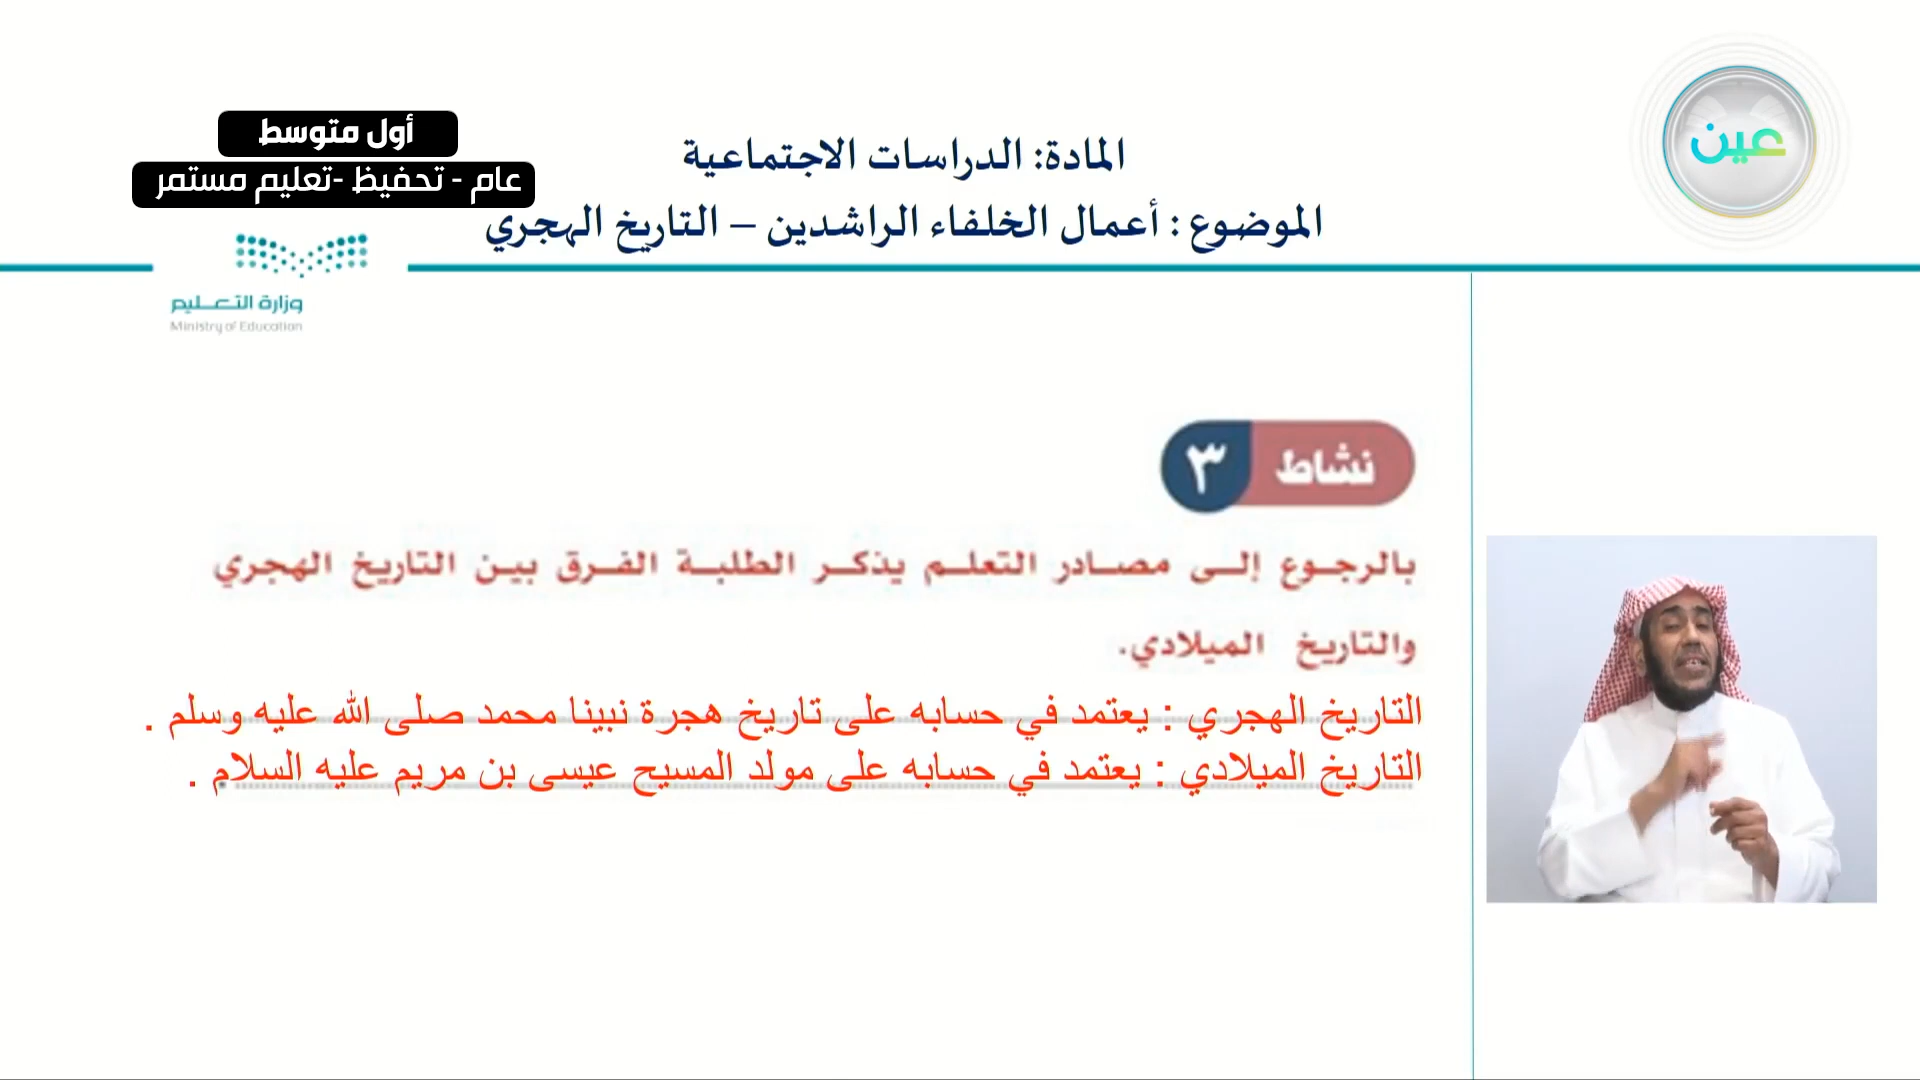 عين
أول متوسط
عام - تحفيظ -تعليم مستمر
المادة: الدراسات الاجتماعية
الموضوع : أعمال الخلفاء الراشدين – التاريخ الهجري
وزارة التعليم
Ministry of Education
نشاط ٣
بالرجوع إلى مصادر التعلم يذكر الطلبة الفرق بين التاريخ الهجري
والتاريخ الميلادي.
التاريخ الهجري : يعتمد في حسابه على تاريخ هجرة نبينا محمد صلى الله عليه وسلم .
التاريخ الميلادي : يعتمد في حسابه على مولد المسيح عيسى بن مريم عليه السلام .